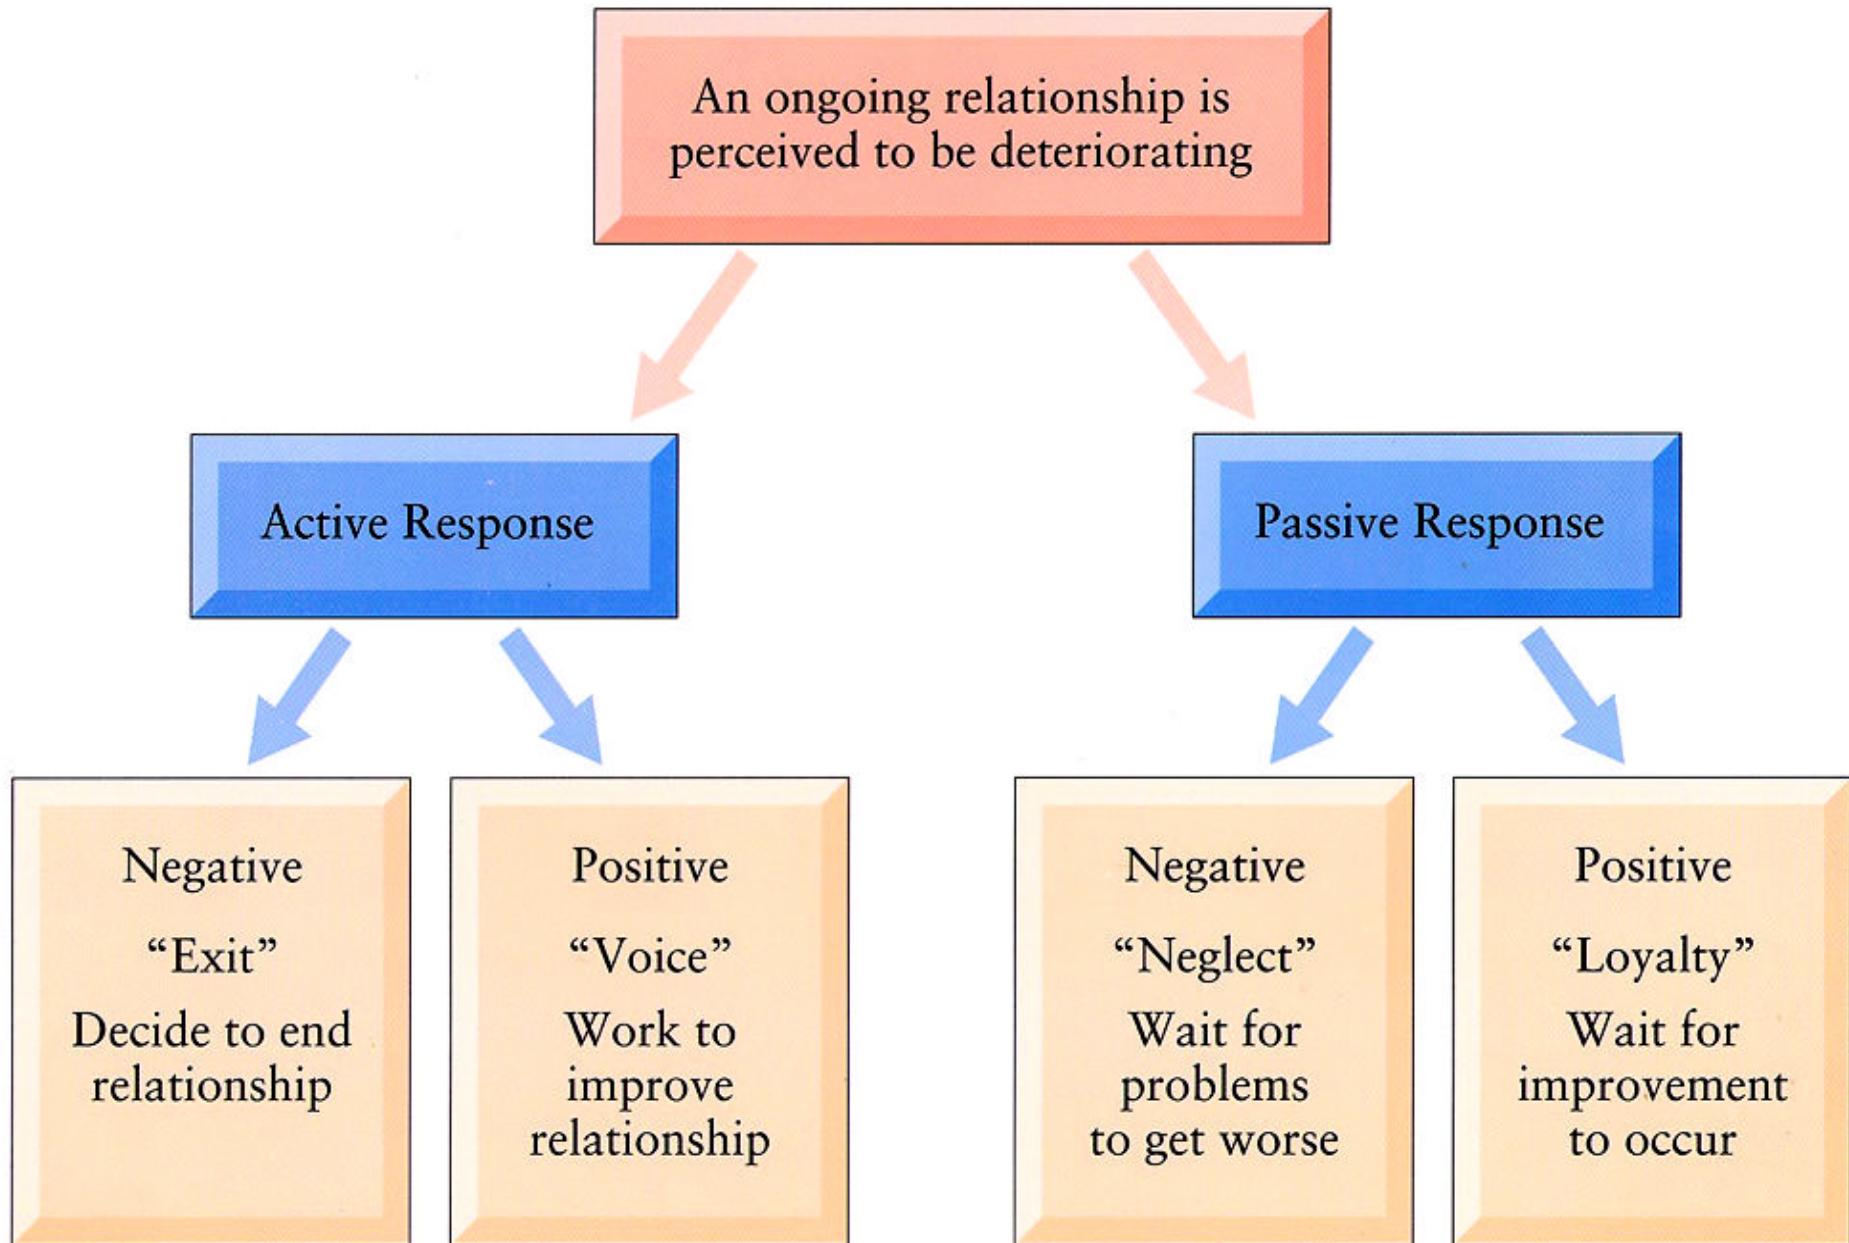 An ongoing relationship is
perceived to be deteriorating
Active Response
Passive Response
Negative
“Exit”
Decide to end
relationship
Positive
“Voice”
Work to
improve
relationship
Negative
“Neglect”
Wait for
problems
to get worse
Positive
“Loyalty”
Wait for
improvement
to occur